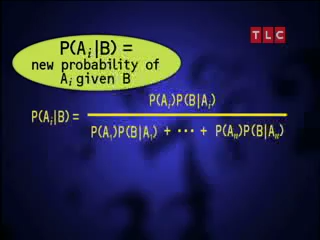 TLC
P(Aᵢ|B) =
new probability of
Aᵢ given B
P(Aᵢ|B) = P(Aᵢ)P(B|Aᵢ)
P(A₁)P(B|A₁) + ··· + P(Aₙ)P(B|Aₙ)